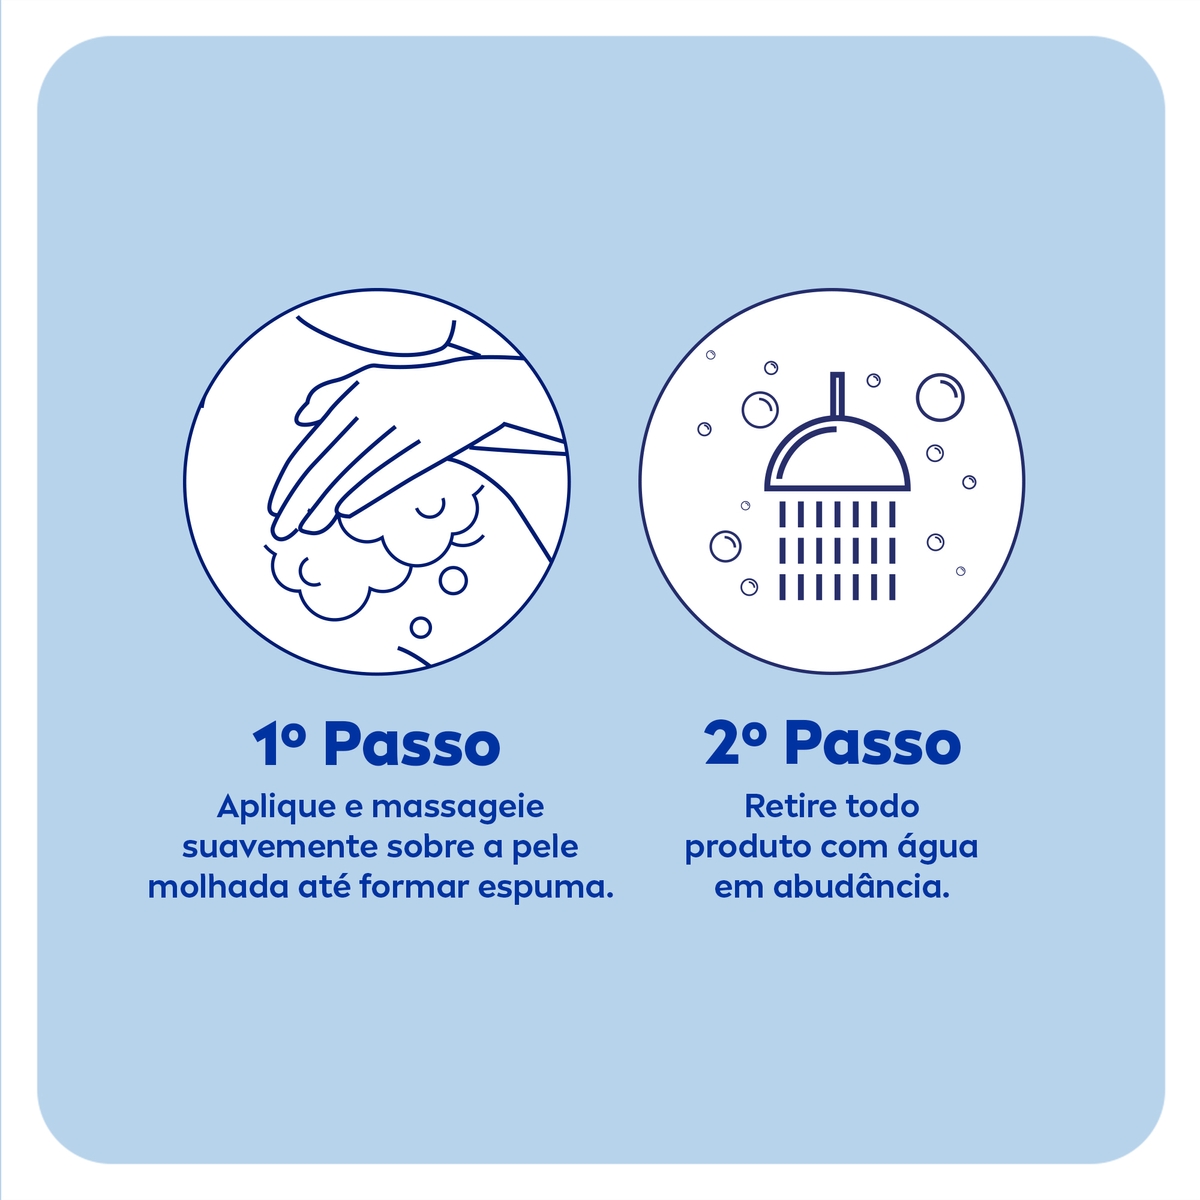 1º Passo
Aplique e massageie
suavemente sobre a pele
molhada até formar espuma.
2º Passo
Retire todo
produto com água
em abudância.